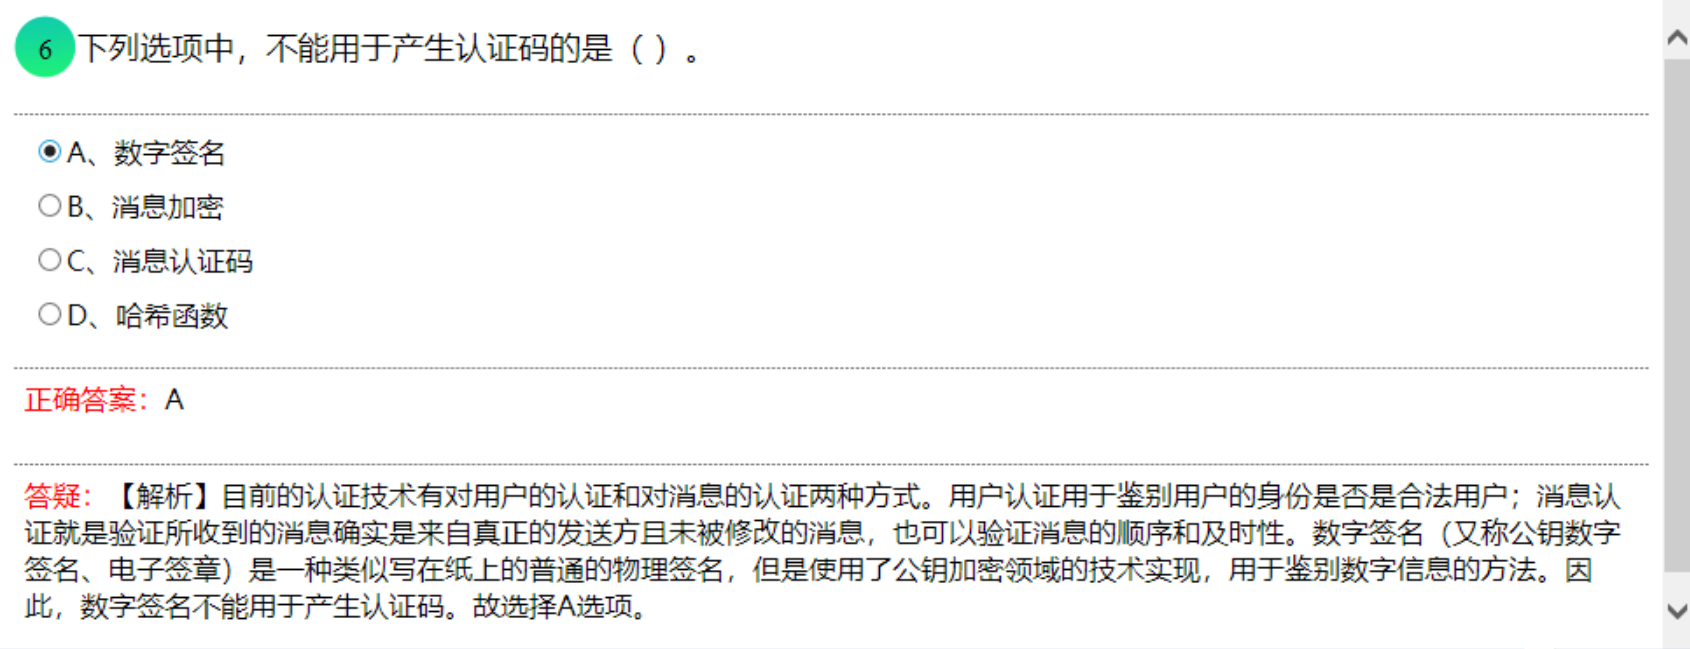 6 下列选项中，不能用于产生认证码的是（ ）。
A、数字签名
B、消息加密
C、消息认证码
D、哈希函数
正确答案：A
答疑：【解析】目前的认证技术有对用户的认证和对消息的认证两种方式。用户认证用于鉴别用户的身份是否是合法用户；消息认
证就是验证所收到的消息确实是来自真正的发送方且未被修改的消息，也可以验证消息的顺序和及时性。数字签名（又称公钥数字
签名、电子签章）是一种类似写在纸上的普通的物理签名，但是使用了公钥加密领域的技术实现，用于鉴别数字信息的方法。因
此，数字签名不能用于产生认证码。故选择A选项。